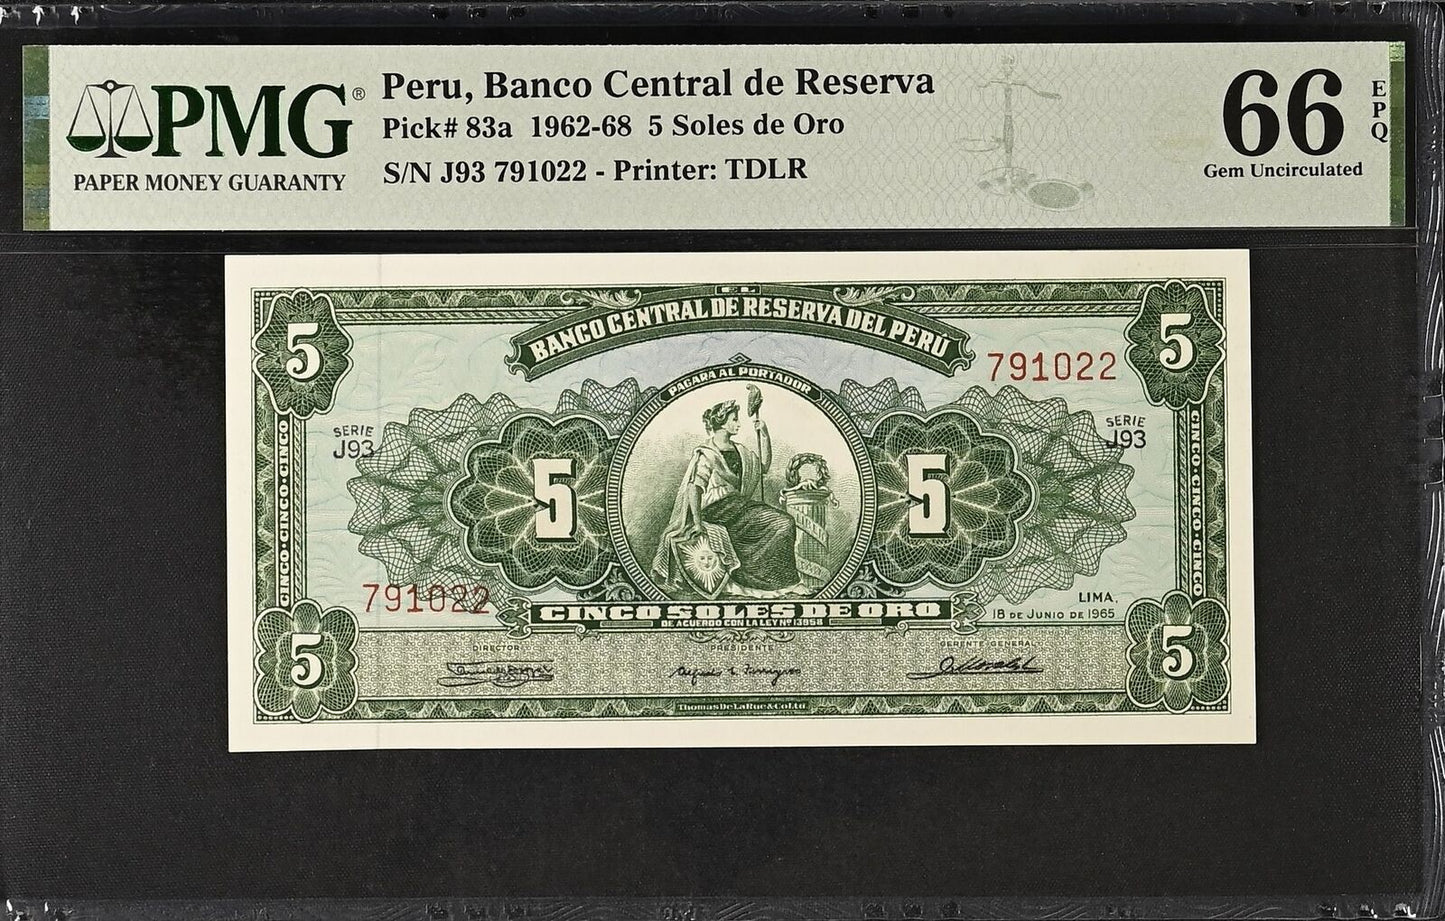 PMG®
PAPER MONEY GUARANTY
Peru, Banco Central de Reserva
Pick# 83a 1962-68 5 Soles de Oro
S/N J93 791022 - Printer: TDLR
66
EPQ
Gem Uncirculated
EL
BANCO CENTRAL DE RESERVA DEL PERÚ
PAGARA AL PORTADOR
5
5
791022
SERIE
J93
SERIE
J93
5
5
CINCO·CINCO·CINCO
CINCO·CINCO·CINCO
791022
LIMA,
18 DE JUNIO DE 1965
CINCO SOLES DE ORO
DE ACUERDO CON LA LEY Nº 13958
5
5
DIRECTOR
PRESIDENTE
GERENTE GENERAL
Thomas De La Rue & Co. Ltd